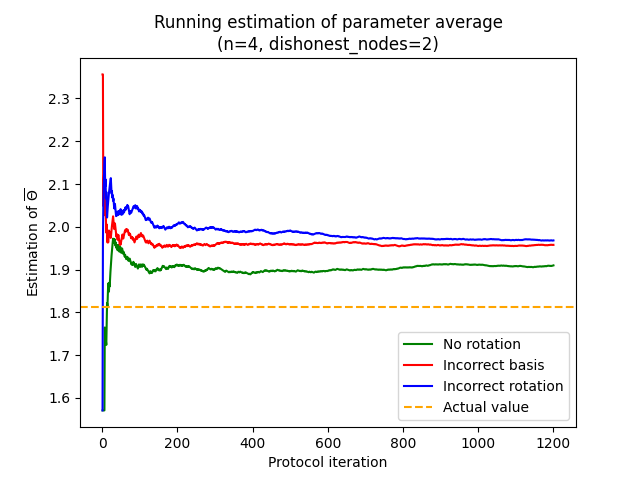 Running estimation of parameter average
(n=4, dishonest_nodes=2)
Estimation of Θ̅
2.3
2.2
2.1
2.0
1.9
1.8
1.7
1.6
No rotation
Incorrect basis
Incorrect rotation
Actual value
0 200 400 600 800 1000 1200
Protocol iteration